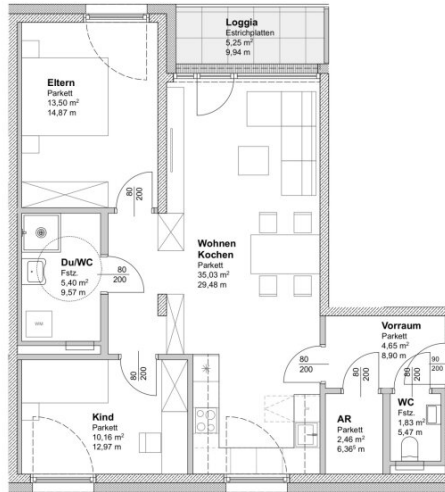 Loggia
Estrichplatten
5,25 m²
9,94 m
Eltern
Parkett
13,50 m²
14,87 m
80
200
Du/WC
Fstz.
5,40 m²
9,57 m
80
200
Wohnen
Kochen
Parkett
35,03 m²
29,48 m
Vorraum
Parkett
4,65 m²
8,90 m
80
200
80
200
80
200
80
200
90
200
Kind
Parkett
10,16 m²
12,97 m
AR
Parkett
2,46 m²
6,36⁵ m
WC
Fstz.
1,83 m²
5,47 m